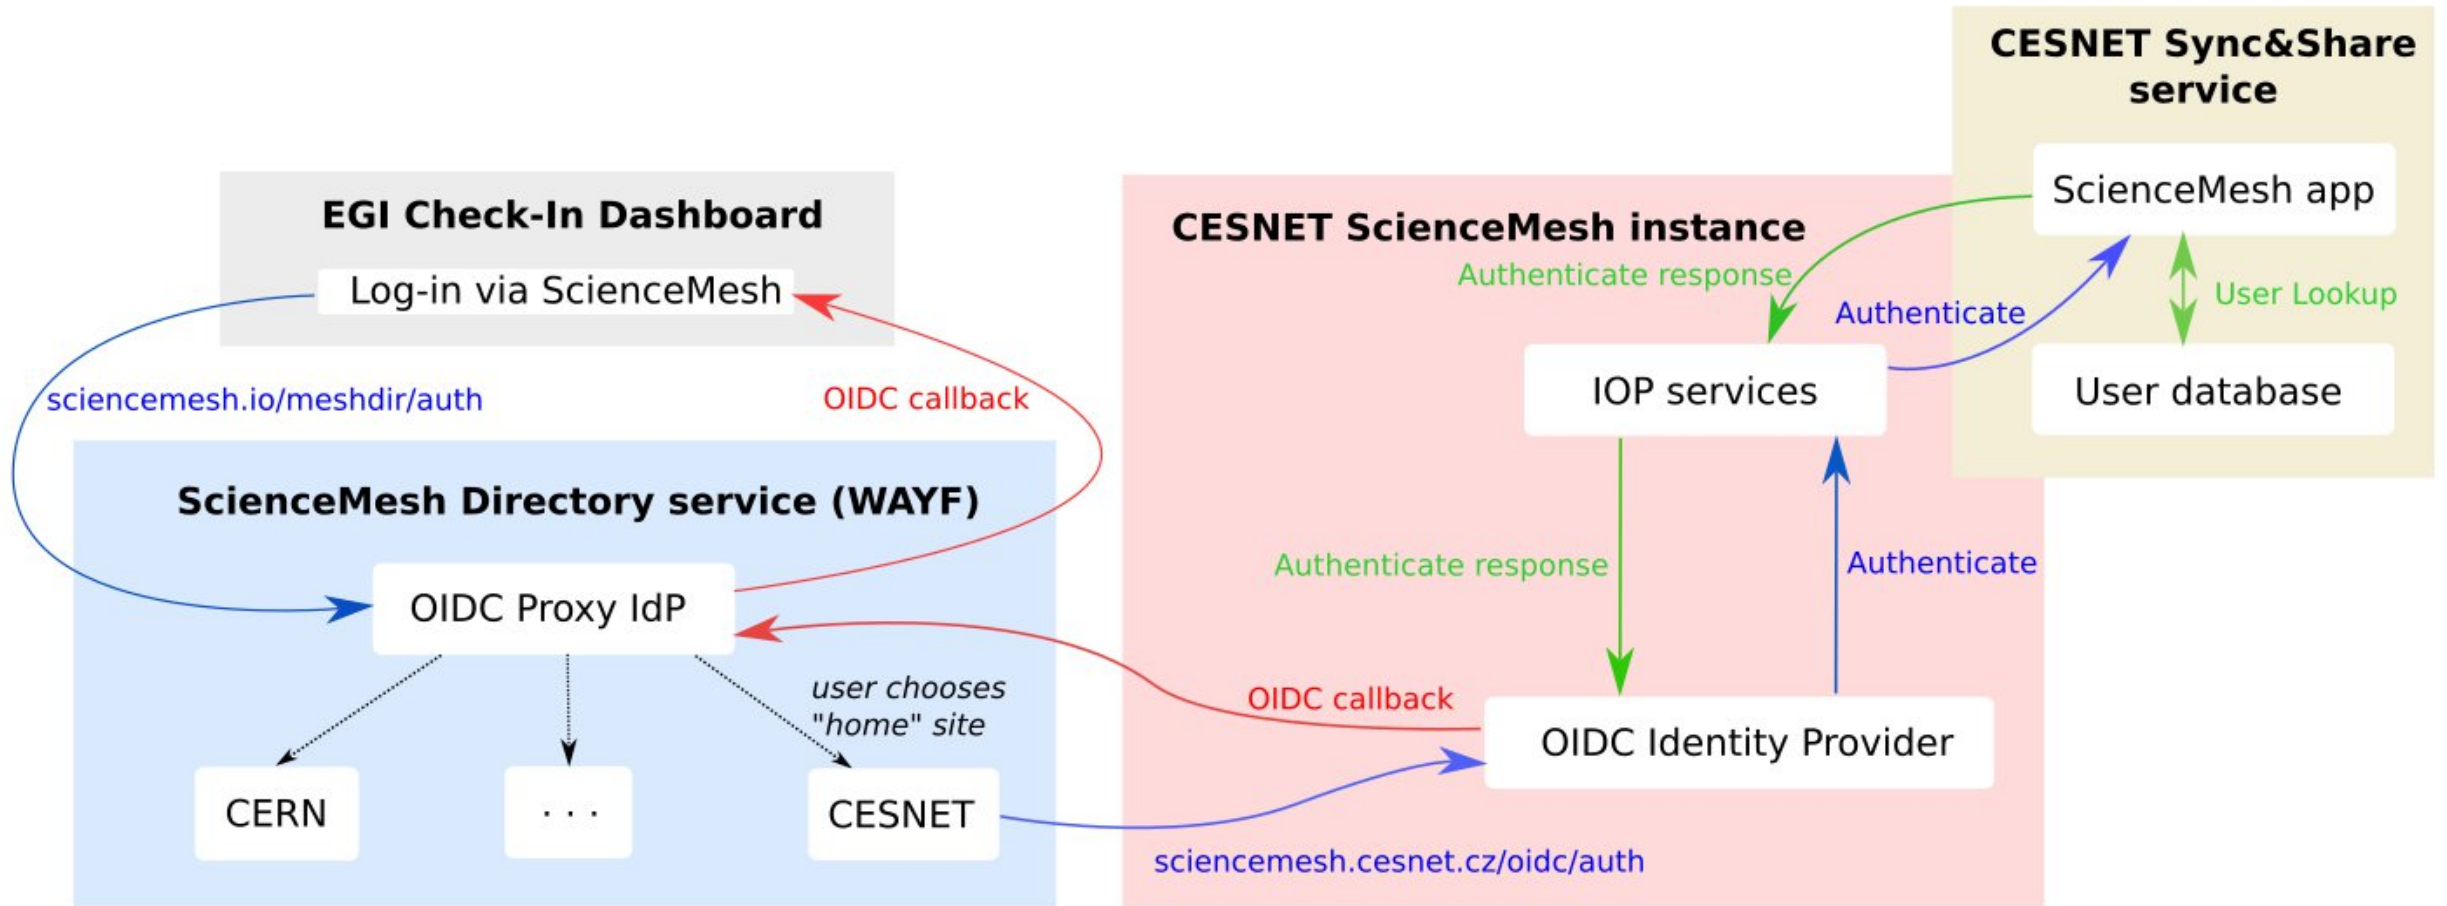 CESNET Sync&Share
service
ScienceMesh app
User Lookup
User database
EGI Check-In Dashboard
Log-in via ScienceMesh
sciencemesh.io/meshdir/auth
OIDC callback
ScienceMesh Directory service (WAYF)
OIDC Proxy IdP
user chooses
"home" site
CERN
. . .
CESNET
CESNET ScienceMesh instance
Authenticate response
Authenticate
IOP services
Authenticate response
Authenticate
OIDC callback
OIDC Identity Provider
sciencemesh.cesnet.cz/oidc/auth